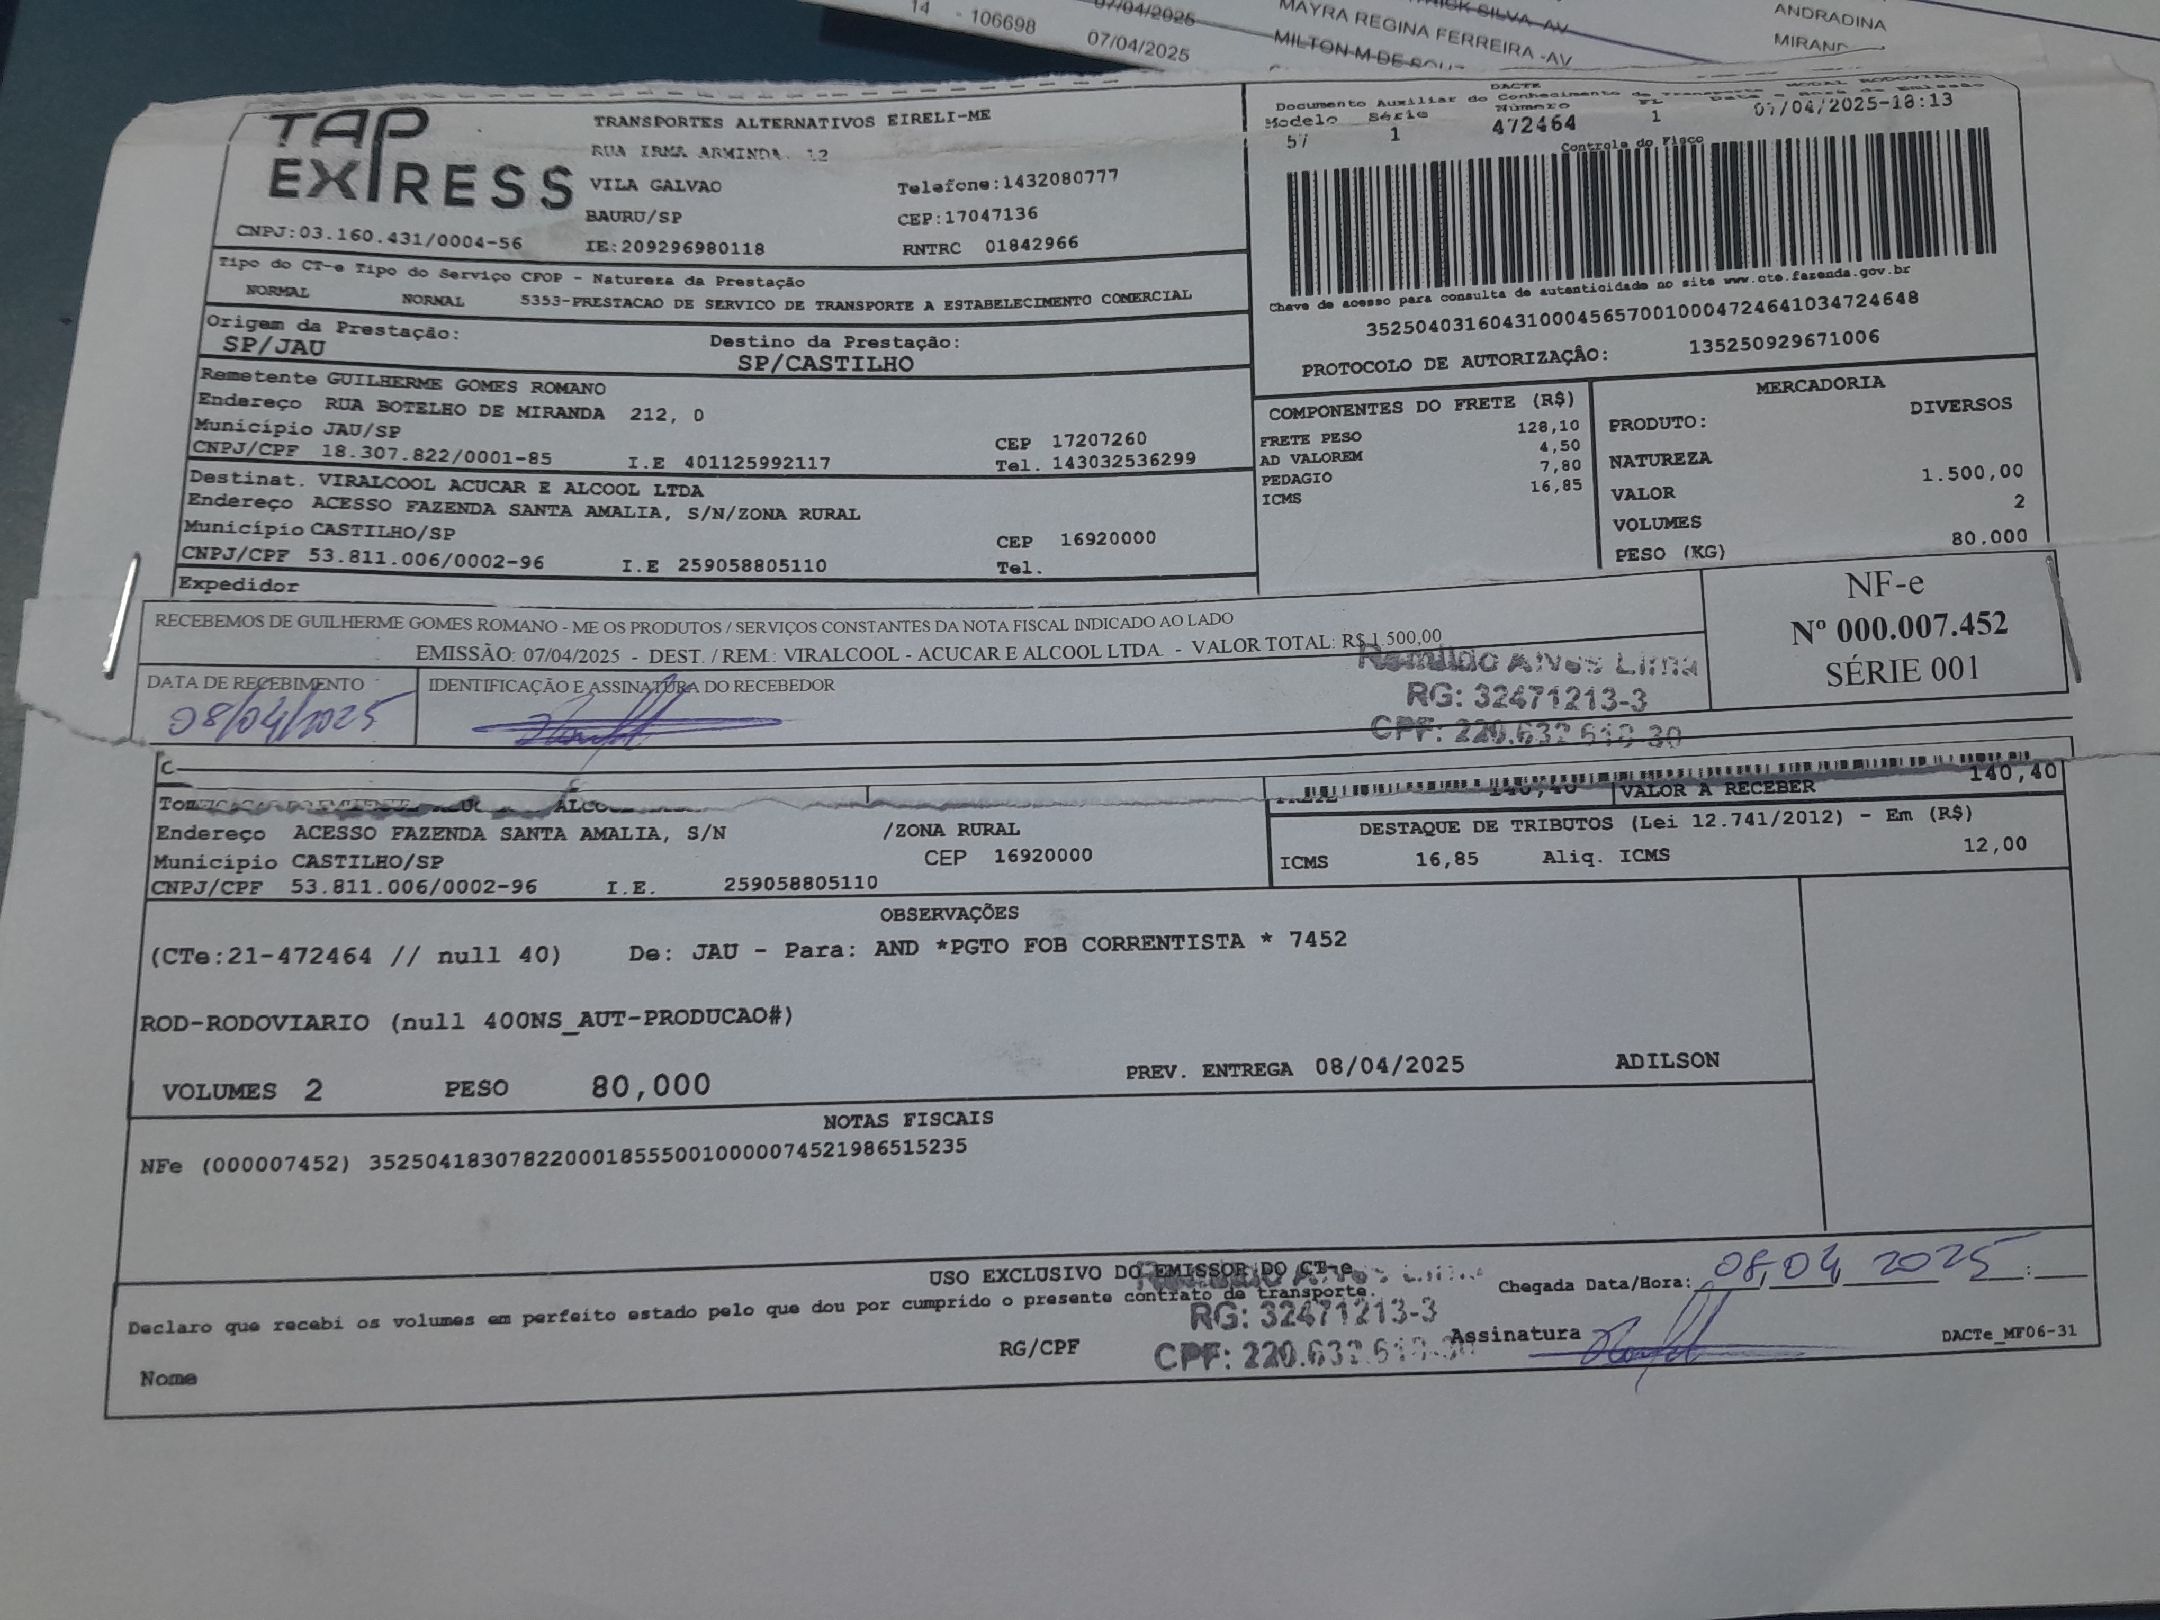 14 - 106698 07/04/2025 MAYRA REGINA FERREIRA -AV ANDRADINA
07/04/2025
TAP EXPRESS
TRANSPORTES ALTERNATIVOS EIRELI-ME
RUA IRMA ARMINDA, 12
VILA GALVAO Telefone:1432080777
BAURU/SP CEP:17047136
CNPJ:03.160.431/0004-56 IE:209296980118 RNTRC 01842966
DACTE MODAL RODOVIARIO
Documento Auxiliar do Conhecimento de Transporte
Modelo Série Número FL Data e Hora de Emissão
57 1 472464 1 07/04/2025-18:13
Controle do Fisco
Chave de acesso para consulta de autenticidade no site www.cte.fazenda.gov.br
35250403160431000456570010004724641034724648
PROTOCOLO DE AUTORIZAÇÂO: 135250929671006
Tipo do CT-e Tipo do Serviço CFOP - Natureza da Prestação
NORMAL NORMAL 5353-PRESTACAO DE SERVICO DE TRANSPORTE A ESTABELECIMENTO COMERCIAL
Origem da Prestação: Destino da Prestação:
SP/JAU SP/CASTILHO
Remetente GUILHERME GOMES ROMANO
Endereço RUA BOTELHO DE MIRANDA 212, 0
Município JAU/SP CEP 17207260
CNPJ/CPF 18.307.822/0001-85 I.E 401125992117 Tel. 143032536299
Destinat. VIRALCOOL ACUCAR E ALCOOL LTDA
Endereço ACESSO FAZENDA SANTA AMALIA, S/N/ZONA RURAL
Município CASTILHO/SP CEP 16920000
CNPJ/CPF 53.811.006/0002-96 I.E 259058805110 Tel.
Expedidor
COMPONENTES DO FRETE (R$)
FRETE PESO 128,10
AD VALOREM 4,50
PEDAGIO 7,80
ICMS 16,85
MERCADORIA
PRODUTO: DIVERSOS
NATUREZA
VALOR 1.500,00
VOLUMES 2
PESO (KG) 80.000
RECEBEMOS DE GUILHERME GOMES ROMANO - ME OS PRODUTOS / SERVIÇOS CONSTANTES DA NOTA FISCAL INDICADO AO LADO
EMISSÃO: 07/04/2025 - DEST. / REM.: VIRALCOOL - ACUCAR E ALCOOL LTDA - VALOR TOTAL: R$ 1.500,00
NF-e
Nº 000.007.452
SÉRIE 001
DATA DE RECEBIMENTO IDENTIFICAÇÃO E ASSINATURA DO RECEBEDOR
08/04/2025
Romildo Alves Lima
RG: 32471213-3
140,40 VALOR A RECEBER 140,40
Endereço ACESSO FAZENDA SANTA AMALIA, S/N /ZONA RURAL
Município CASTILHO/SP CEP 16920000
CNPJ/CPF 53.811.006/0002-96 I.E. 259058805110
DESTAQUE DE TRIBUTOS (Lei 12.741/2012) - Em (R$)
ICMS 16,85 Aliq. ICMS 12,00
OBSERVAÇÕES
(CTe:21-472464 // null 40) De: JAU - Para: AND *PGTO FOB CORRENTISTA * 7452
ROD-RODOVIARIO (null 400NS_AUT-PRODUCAO#)
VOLUMES 2 PESO 80,000 PREV. ENTREGA 08/04/2025 ADILSON
NOTAS FISCAIS
NFe (000007452) 35250418307822000185550010000074521986515235
USO EXCLUSIVO DO EMISSOR DO CT-e
Chegada Data/Hora: 08, 04, 2025 :
Declaro que recebi os volumes em perfeito estado pelo que dou por cumprido o presente contrato de transporte.
RG: 32471213-3
Nome RG/CPF Assinatura
DACTe_MF06-31